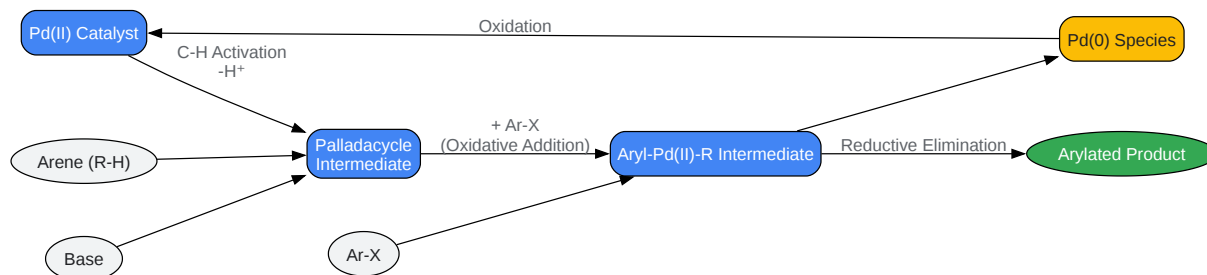 Pd(II) Catalyst
Oxidation
Pd(0) Species
C-H Activation
-H⁺
Arene (R-H)
Palladacycle
Intermediate
+ Ar-X
(Oxidative Addition)
Aryl-Pd(II)-R Intermediate
Reductive Elimination
Arylated Product
Base
Ar-X